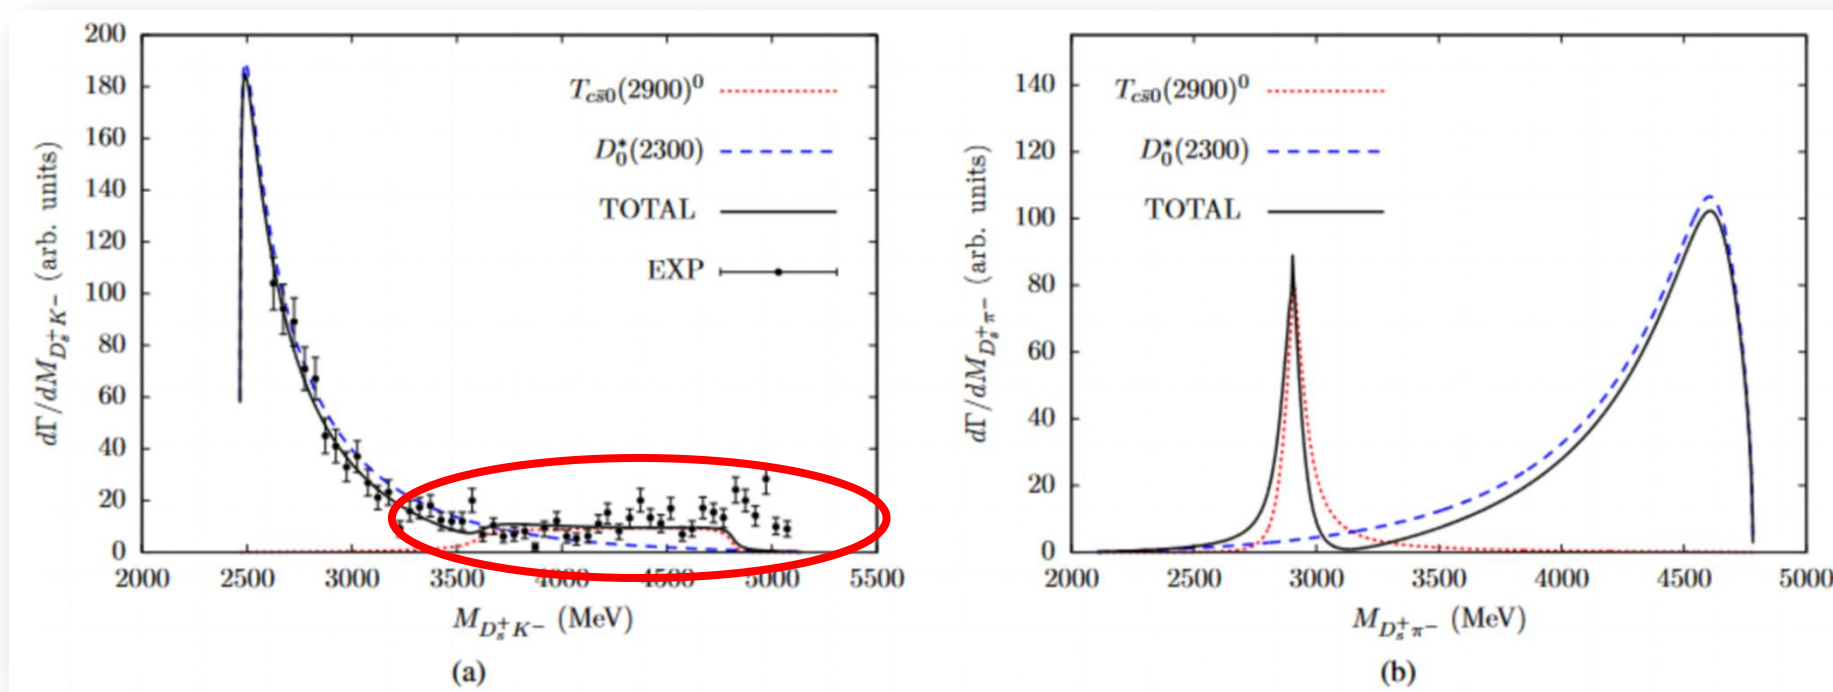 200
180
160
140
120
100
80
60
40
20
0
dΓ/dM_{D_s^+K^-} (arb. units)
T_{cs̄0}(2900)^0
D_0^*(2300)
TOTAL
EXP
2000 2500 3000 3500 4000 4500 5000 5500
M_{D_s^+K^-} (MeV)
(a)
140
120
100
80
60
40
20
0
dΓ/dM_{D_s^+π^-} (arb. units)
T_{cs̄0}(2900)^0
D_0^*(2300)
TOTAL
2000 2500 3000 3500 4000 4500 5000
M_{D_s^+π^-} (MeV)
(b)